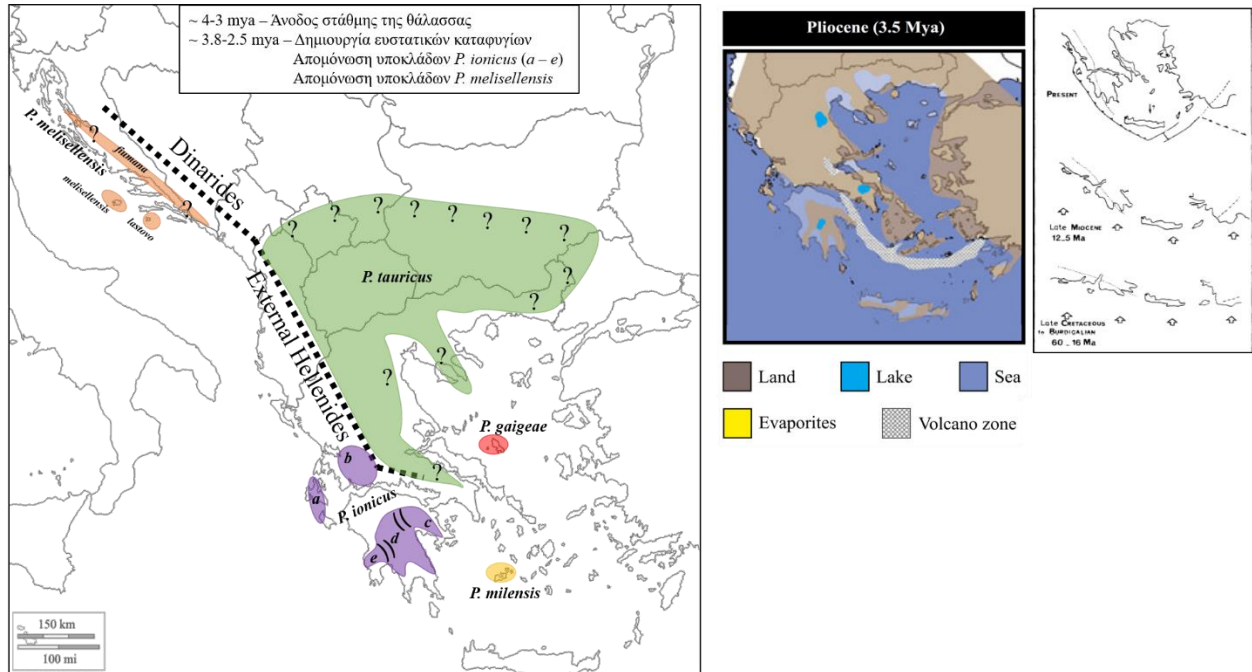 ~ 4-3 mya – Άνοδος στάθμης της θάλασσας
~ 3.8-2.5 mya – Δημιουργία ευστατικών καταφυγίων
Απομόνωση υποκλάδων P. ionicus (a – e)
Απομόνωση υποκλάδων P. melisellensis
P. melisellensis
?
fiumana
?
melisellensis
lastovo
Dinarides
External Hellenides
? ? ? ? ? ? ?
P. tauricus
?
?
?
?
?
P. gaigeae
b
a
P. ionicus
c
d
e
P. milensis
150 km
100 mi
Pliocene (3.5 Mya)
Land
Lake
Sea
Evaporites
Volcano zone
PRESENT
LATE MIOCENE
12_5 Ma
LATE CRETACEOUS
to BURDIGALIAN
60 _ 16 Ma